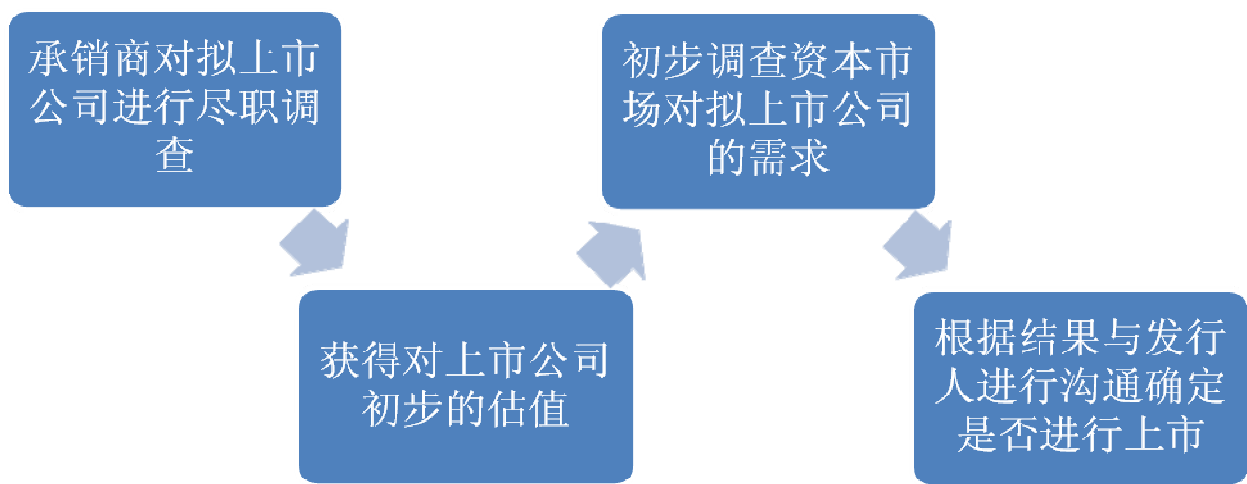 承销商对拟上市
公司进行尽职调
查
获得对上市公司
初步的估值
初步调查资本市
场对拟上市公司
的需求
根据结果与发行
人进行沟通确定
是否进行上市